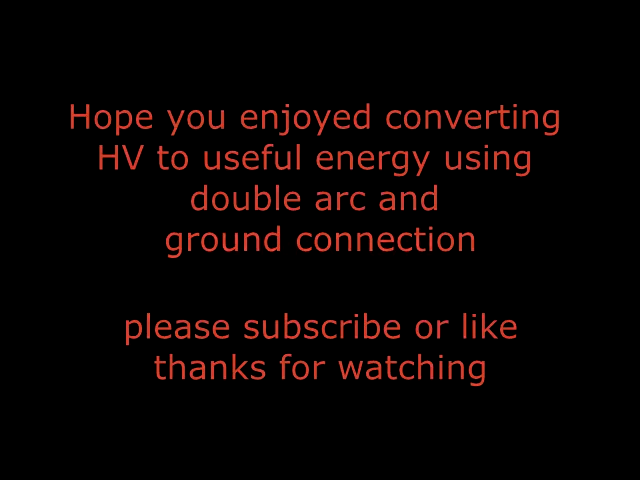 Hope you enjoyed converting
HV to useful energy using
double arc and
ground connection
please subscribe or like
thanks for watching